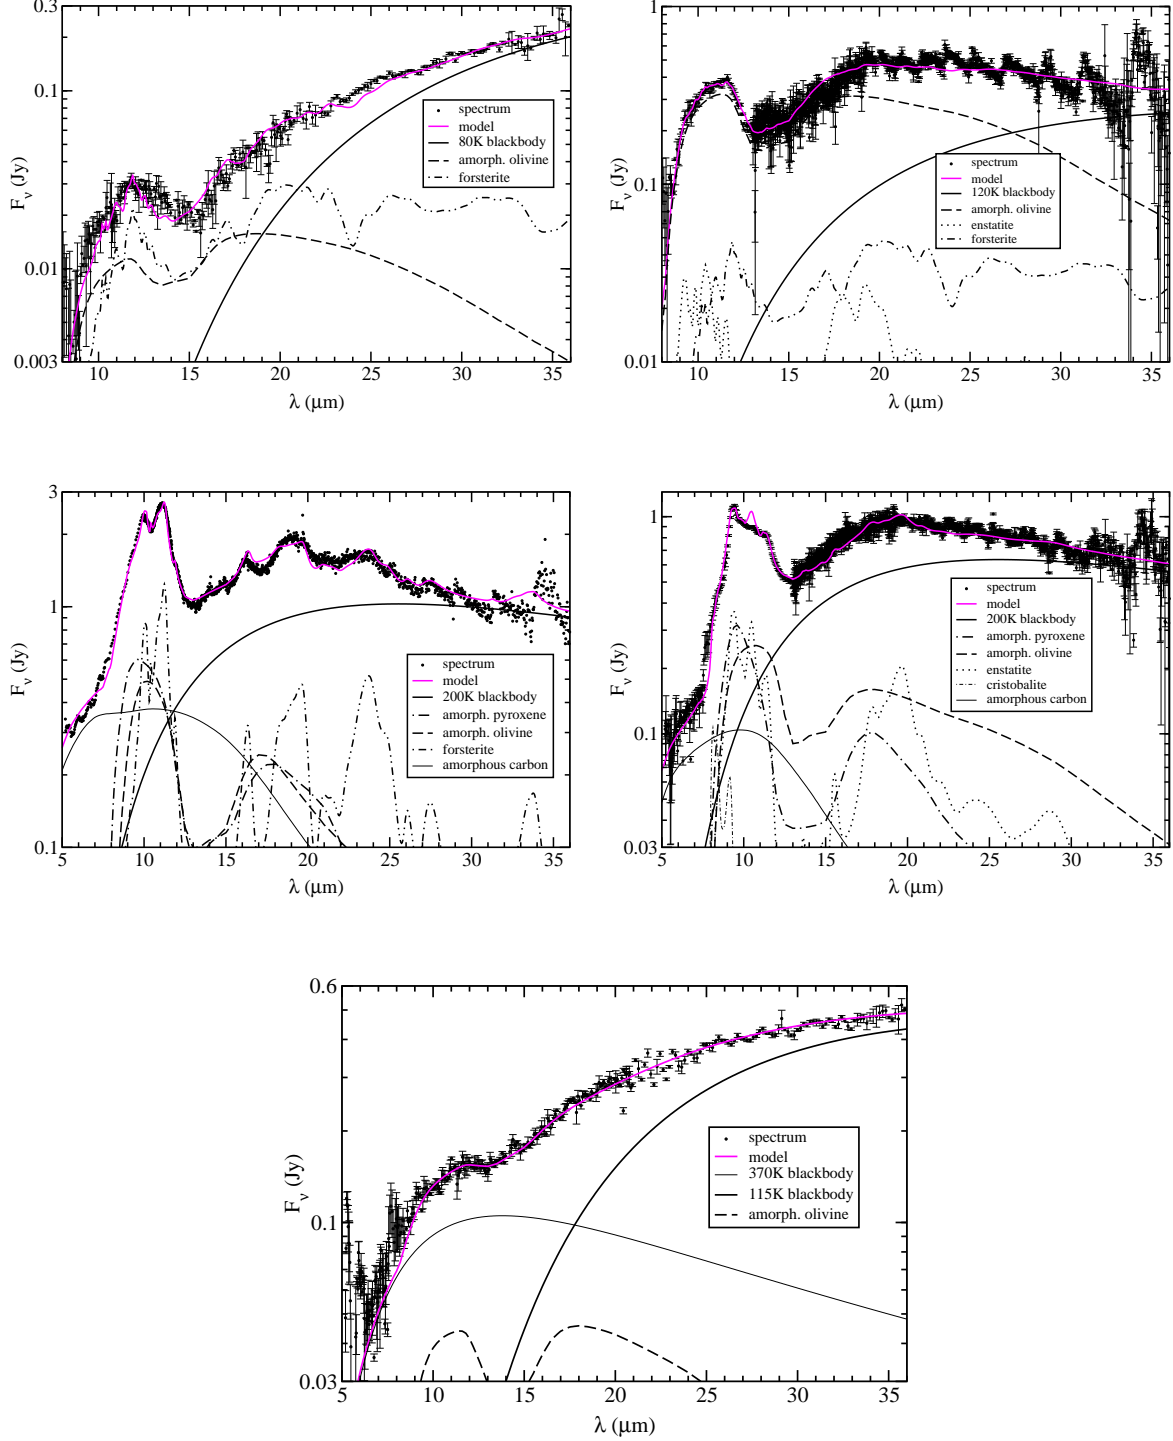 0.3
0.1
0.01
0.003
F_ν (Jy)
spectrum
model
80K blackbody
amorph. olivine
forsterite
10 15 20 25 30 35
λ (μm)
1
0.1
0.01
F_ν (Jy)
spectrum
model
120K blackbody
amorph. olivine
enstatite
forsterite
10 15 20 25 30 35
λ (μm)
3
1
0.1
F_ν (Jy)
spectrum
model
200K blackbody
amorph. pyroxene
amorph. olivine
forsterite
amorphous carbon
5 10 15 20 25 30 35
λ (μm)
1
0.1
0.03
F_ν (Jy)
spectrum
model
200K blackbody
amorph. pyroxene
amorph. olivine
enstatite
cristobalite
amorphous carbon
5 10 15 20 25 30 35
λ (μm)
0.6
0.1
0.03
F_ν (Jy)
spectrum
model
370K blackbody
115K blackbody
amorph. olivine
5 10 15 20 25 30 35
λ (μm)